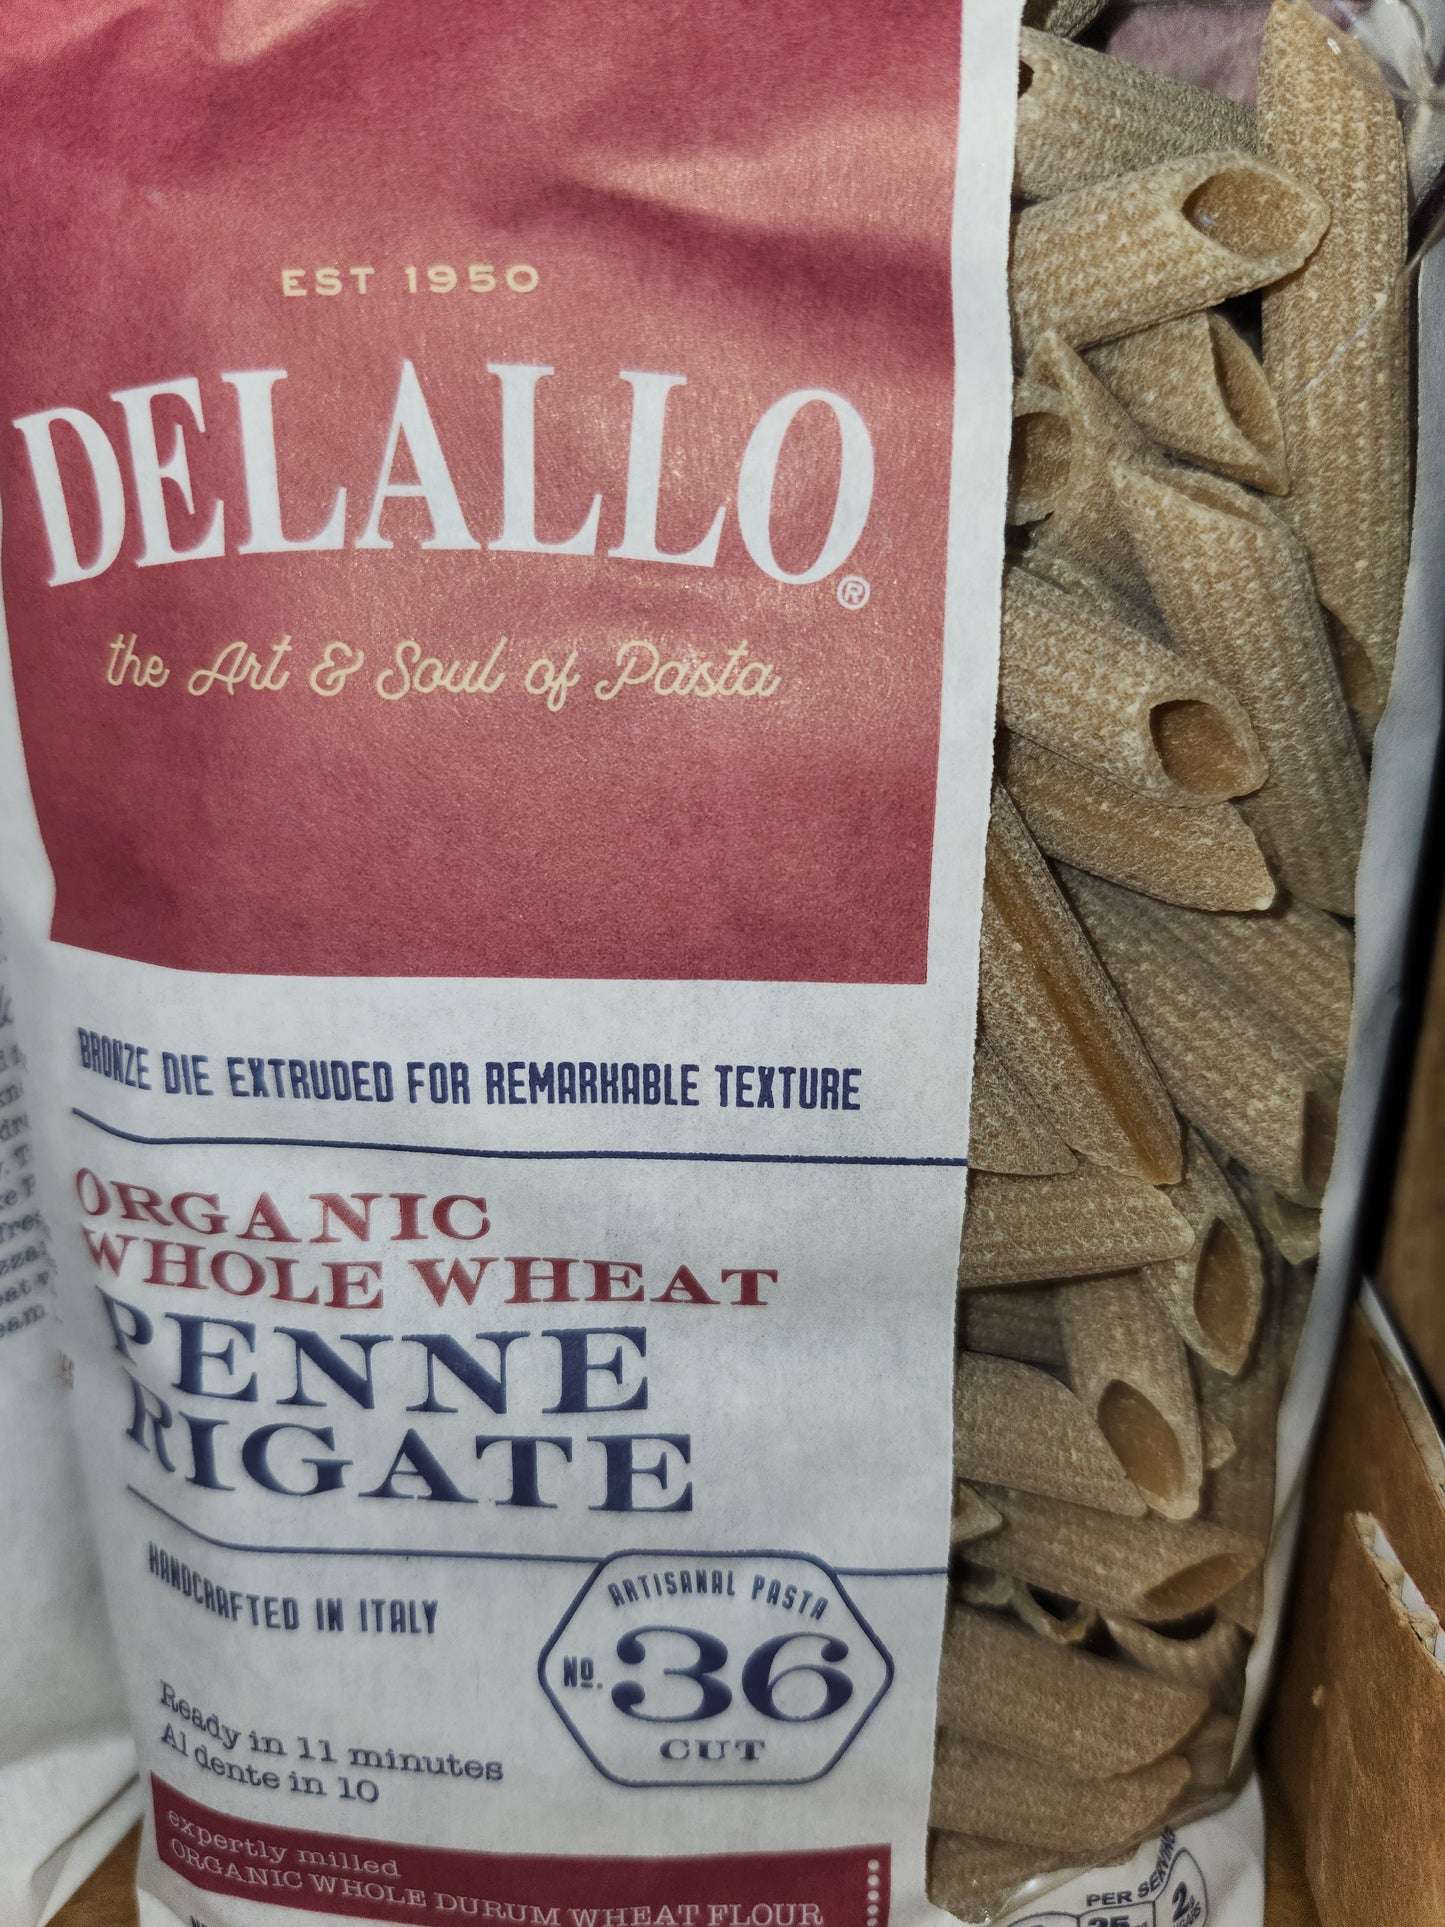 EST 1950
DELALLO®
the Art & Soul of Pasta
BRONZE DIE EXTRUDED FOR REMARKABLE TEXTURE
ORGANIC
WHOLE WHEAT
PENNE
RIGATE
HANDCRAFTED IN ITALY
ARTISANAL PASTA
No. 36
CUT
Ready in 11 minutes
Al dente in 10
expertly milled
ORGANIC WHOLE DURUM WHEAT FLOUR
PER SERVING